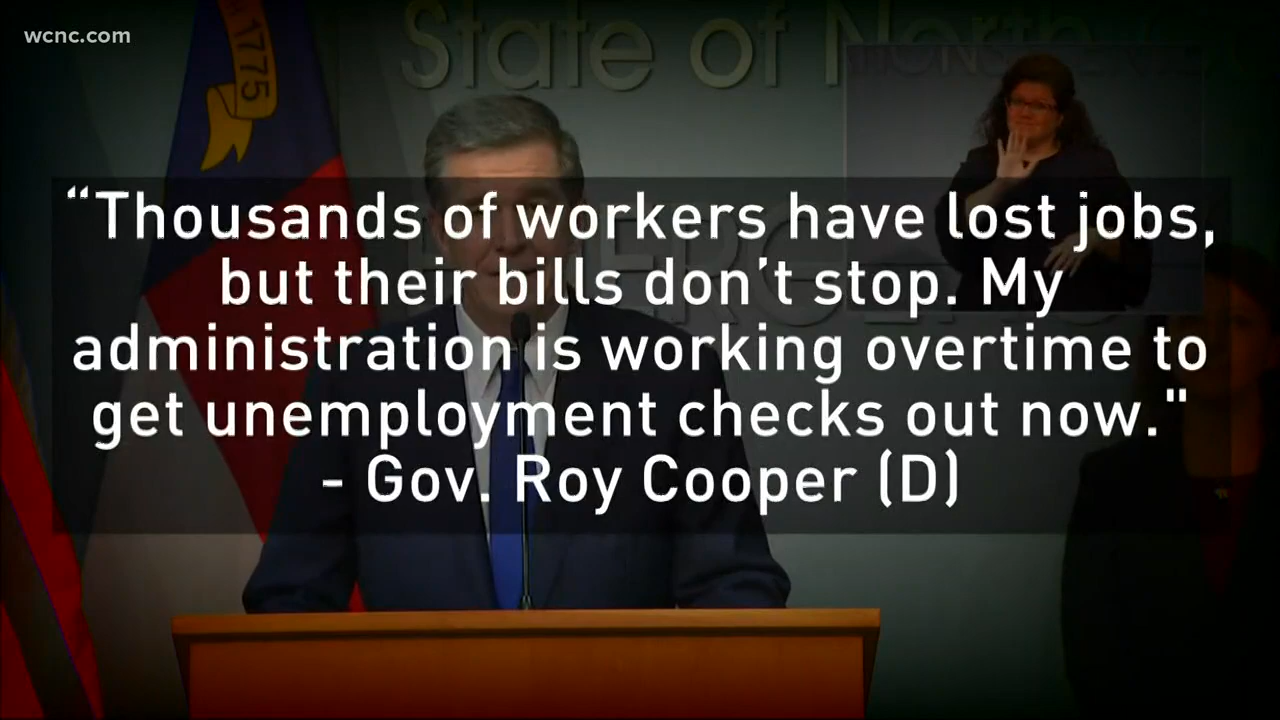 wcnc.com
1775
State of North
“Thousands of workers have lost jobs,
but their bills don’t stop. My
administration is working overtime to
get unemployment checks out now."
- Gov. Roy Cooper (D)